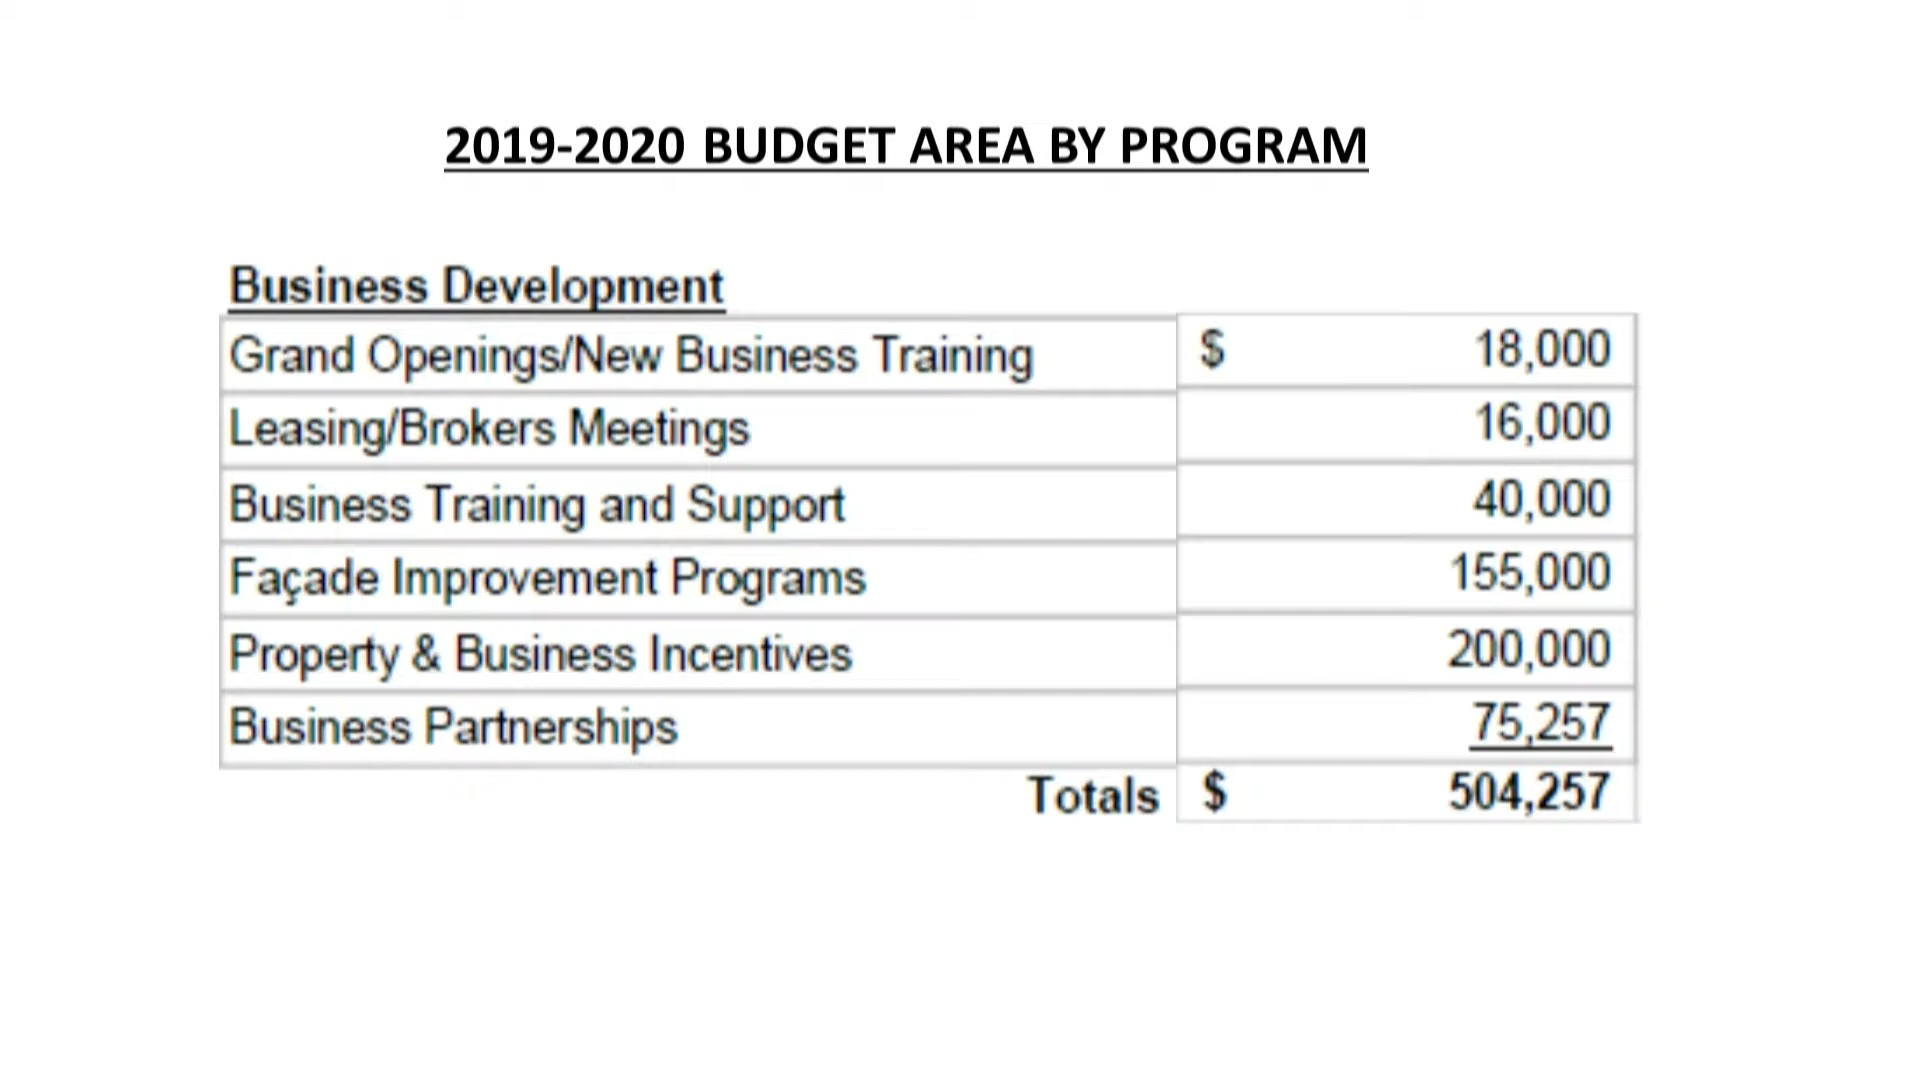 2019-2020 BUDGET AREA BY PROGRAM
Business Development
Grand Openings/New Business Training $ 18,000
Leasing/Brokers Meetings 16,000
Business Training and Support 40,000
Façade Improvement Programs 155,000
Property & Business Incentives 200,000
Business Partnerships 75,257
Totals $ 504,257